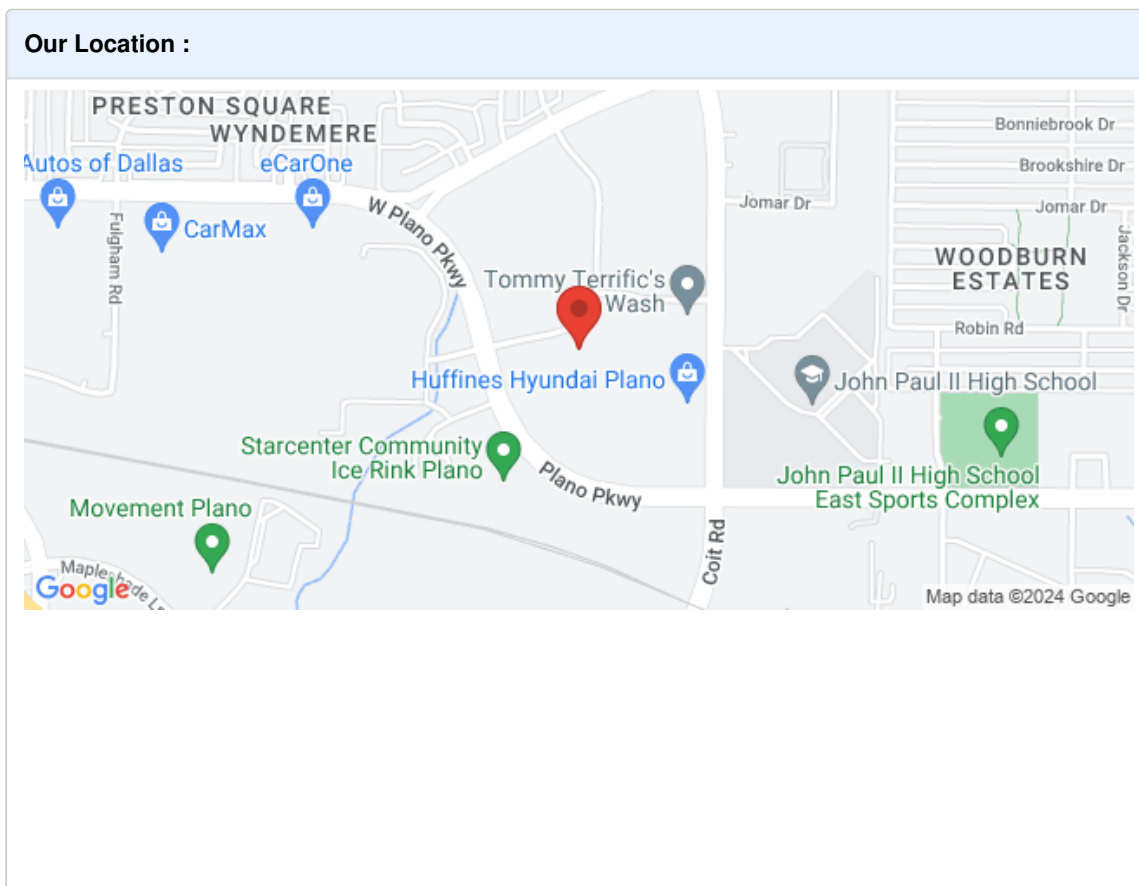 Our Location :
PRESTON SQUARE
WYNDEMERE
Bonniebrook Dr
Autos of Dallas
eCarOne
Brookshire Dr
Jomar Dr
Jomar Dr
W Plano Pkwy
CarMax
Fulgham Rd
Jackson Dr
WOODBURN
ESTATES
Tommy Terrific's
Wash
Robin Rd
Huffines Hyundai Plano
John Paul II High School
Starcenter Community
Ice Rink Plano
Plano Pkwy
John Paul II High School
East Sports Complex
Movement Plano
Coit Rd
Mapleshade Ln
Google
Map data ©2024 Google